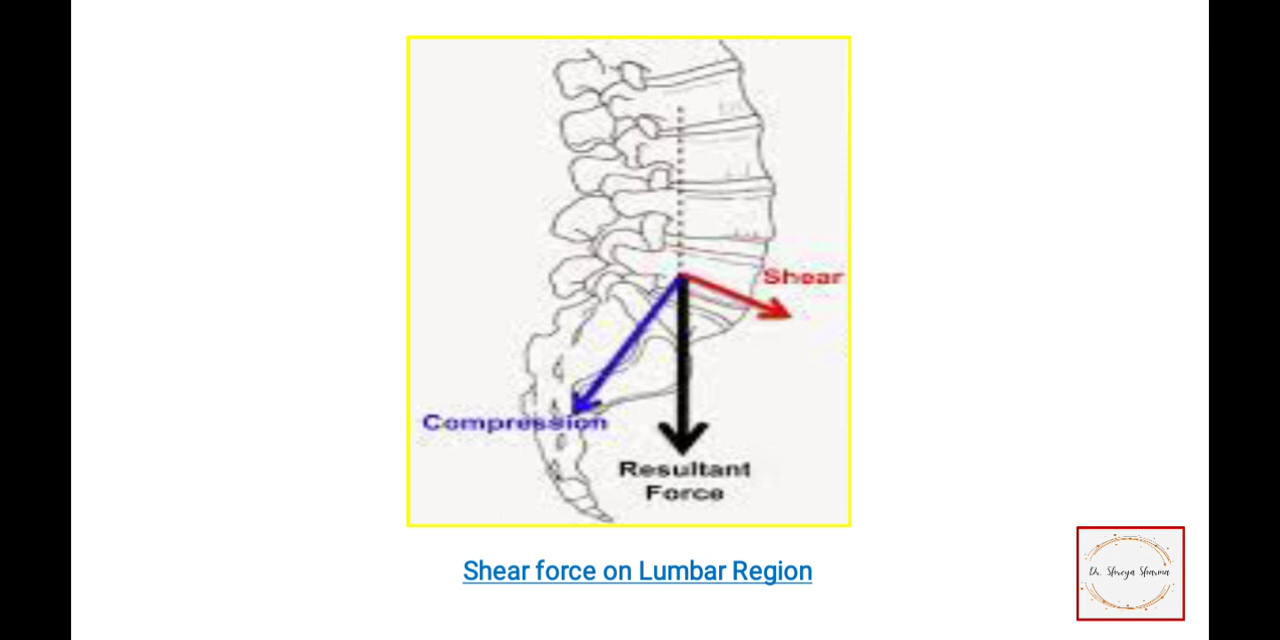 Shear
Compression
Resultant
Force
Shear force on Lumbar Region
Dr. Shreya Sharma